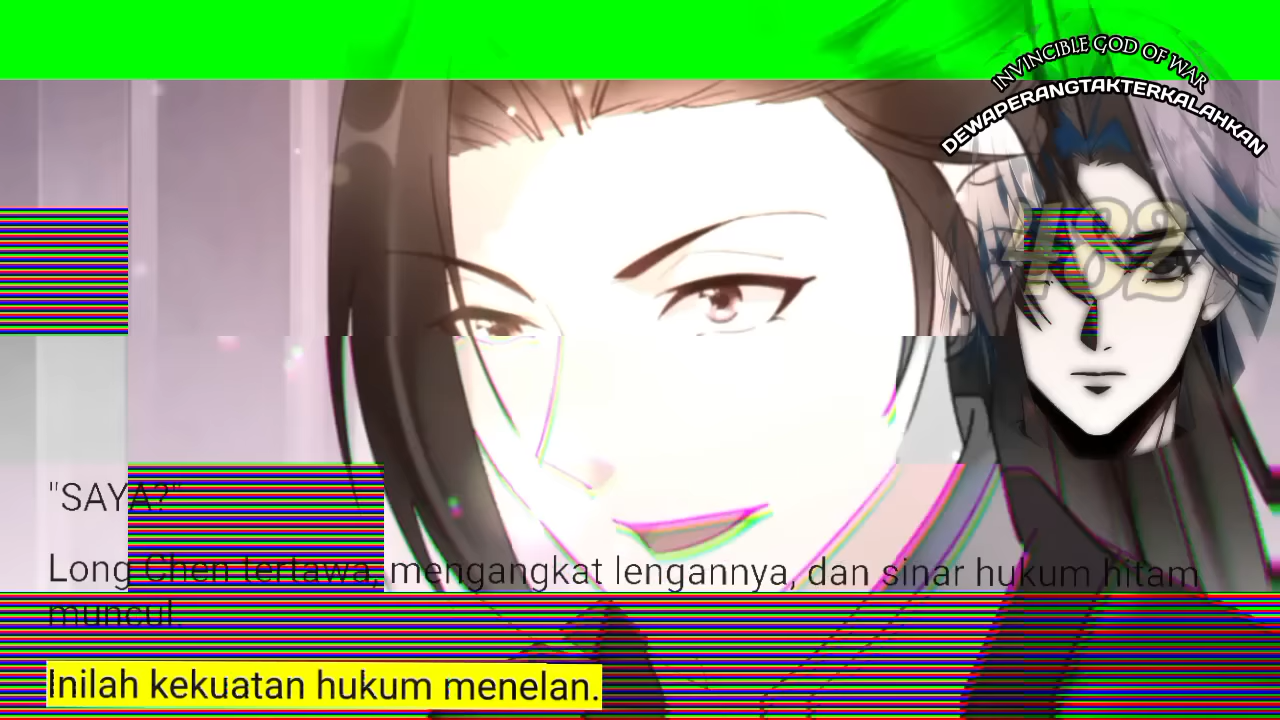 INVINCIBLE GOD OF WAR
DEWAPERANGTAKTERKALAHKAN
482
"SAYA?"
Long Chen tertawa, mengangkat lengannya, dan sinar hukum hitam
muncul.
Inilah kekuatan hukum menelan.